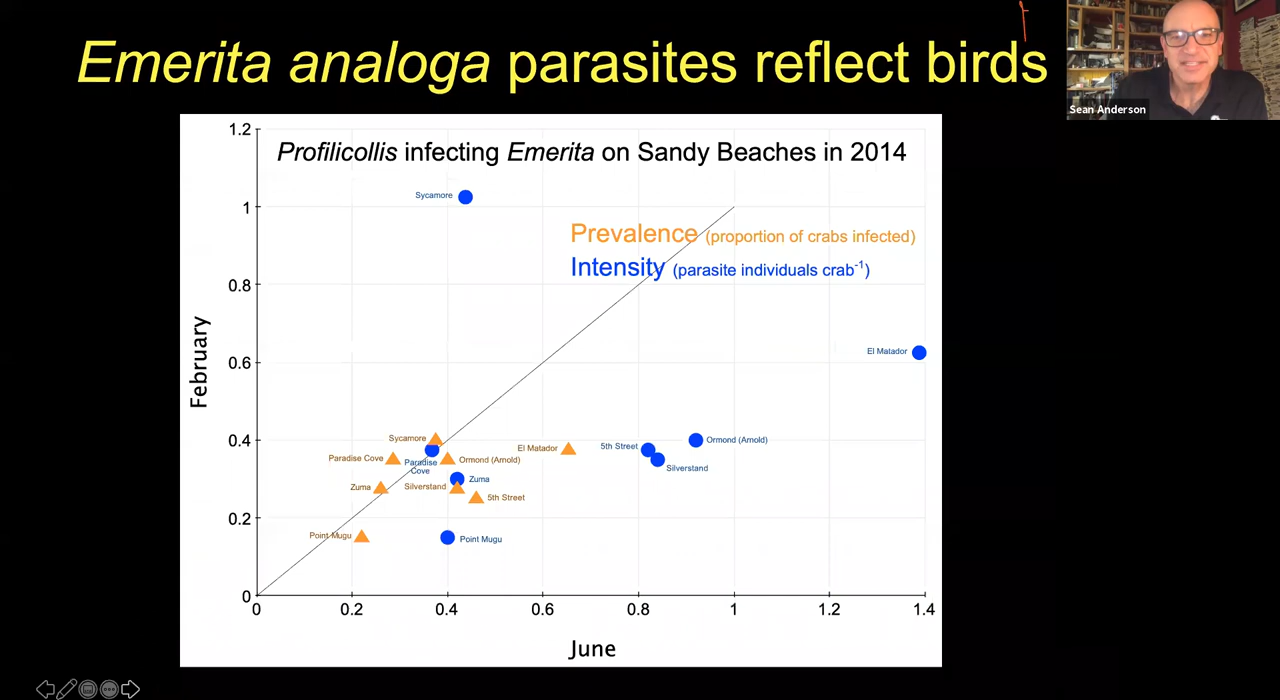 Emerita analoga parasites reflect birds
Sean Anderson
Profilicollis infecting Emerita on Sandy Beaches in 2014
Prevalence (proportion of crabs infected)
Intensity (parasite individuals crab-1)
February
1.2
1
0.8
0.6
0.4
0.2
0
Sycamore
El Matador
Sycamore
Paradise Cove
Paradise
Cove
Ormond (Arnold)
El Matador
5th Street
Ormond (Arnold)
Silverstand
Zuma
Silverstand
Zuma
5th Street
Point Mugu
Point Mugu
0
0.2
0.4
0.6
0.8
1
1.2
1.4
June